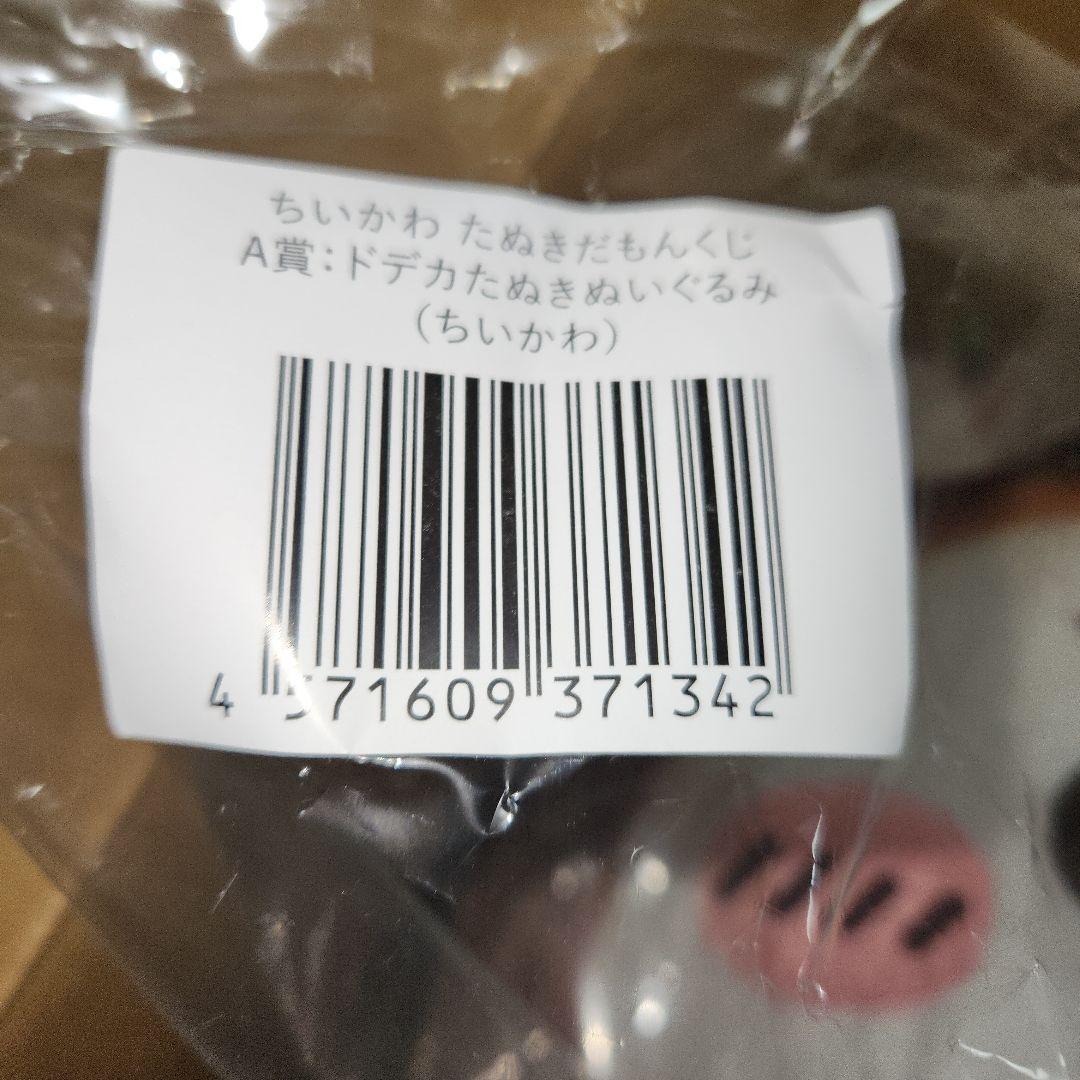 ちいかわ たぬきだもんくじ
A賞：ドデカたぬきぬいぐるみ
（ちいかわ）
4 571609 371342